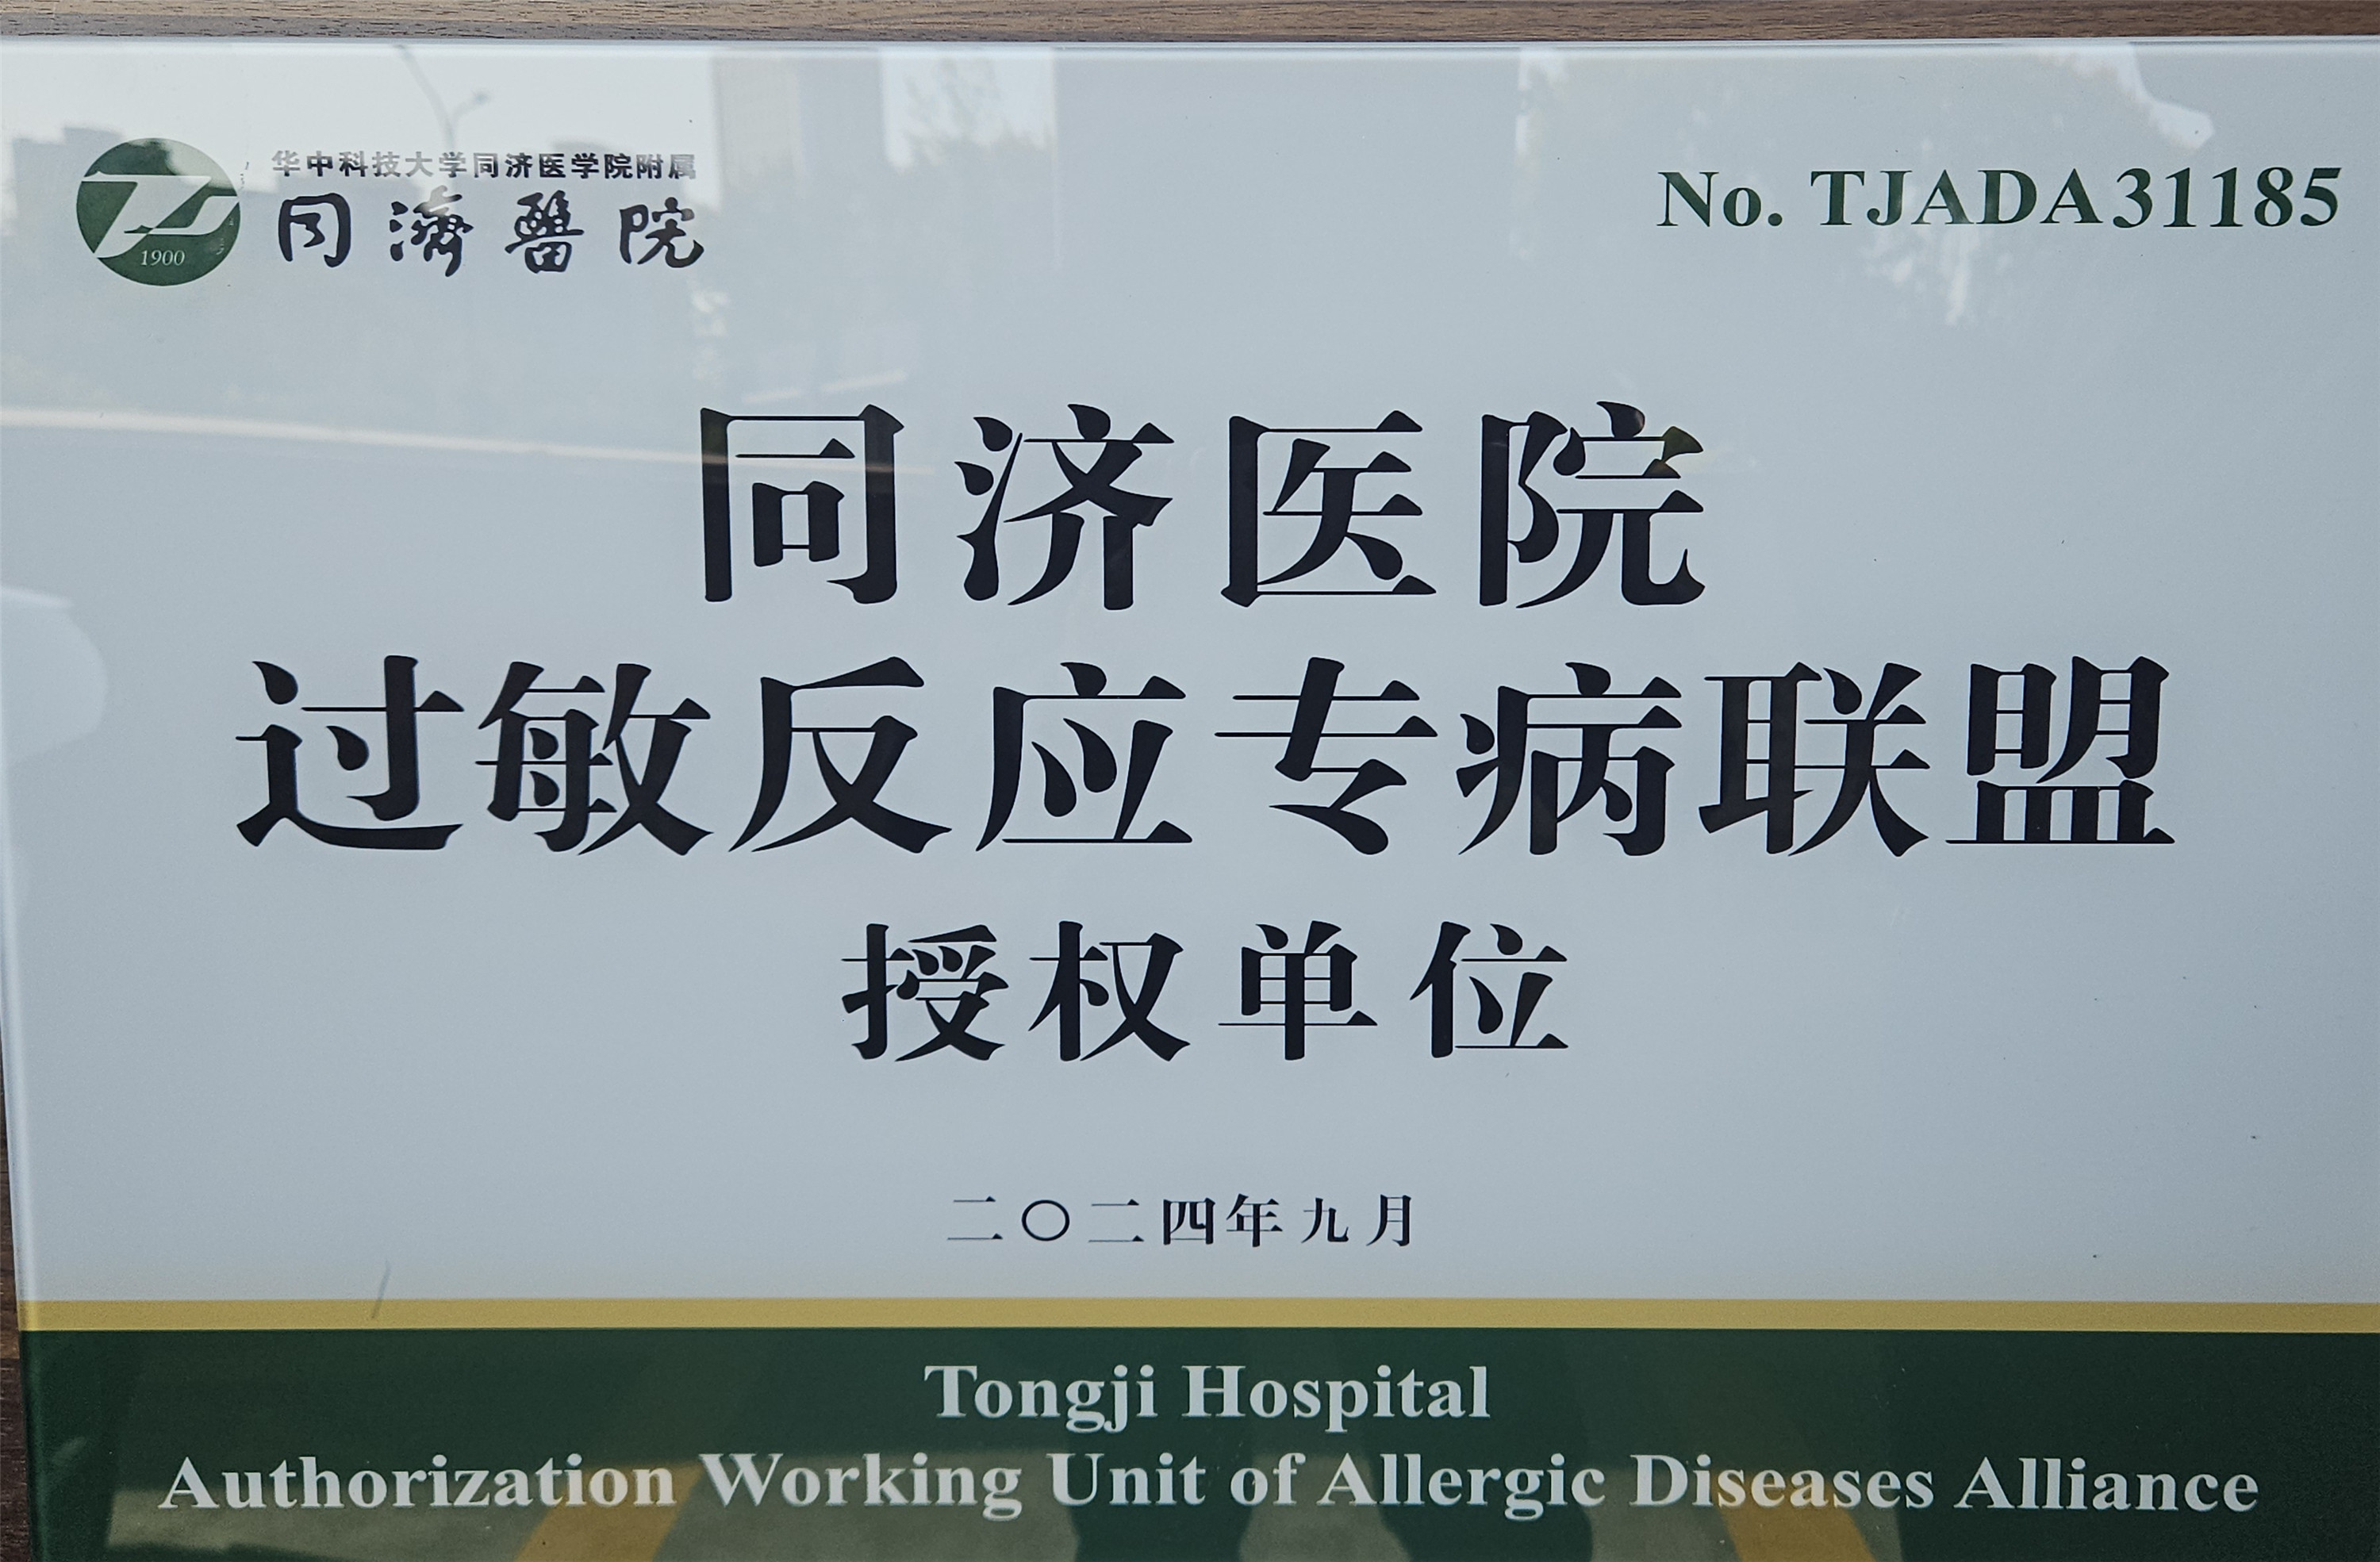 华中科技大学同济医学院附属
同濟醫院
1900
No. TJADA31185
同济医院
过敏反应专病联盟
授权单位
二〇二四年九月
Tongji Hospital
Authorization Working Unit of Allergic Diseases Alliance